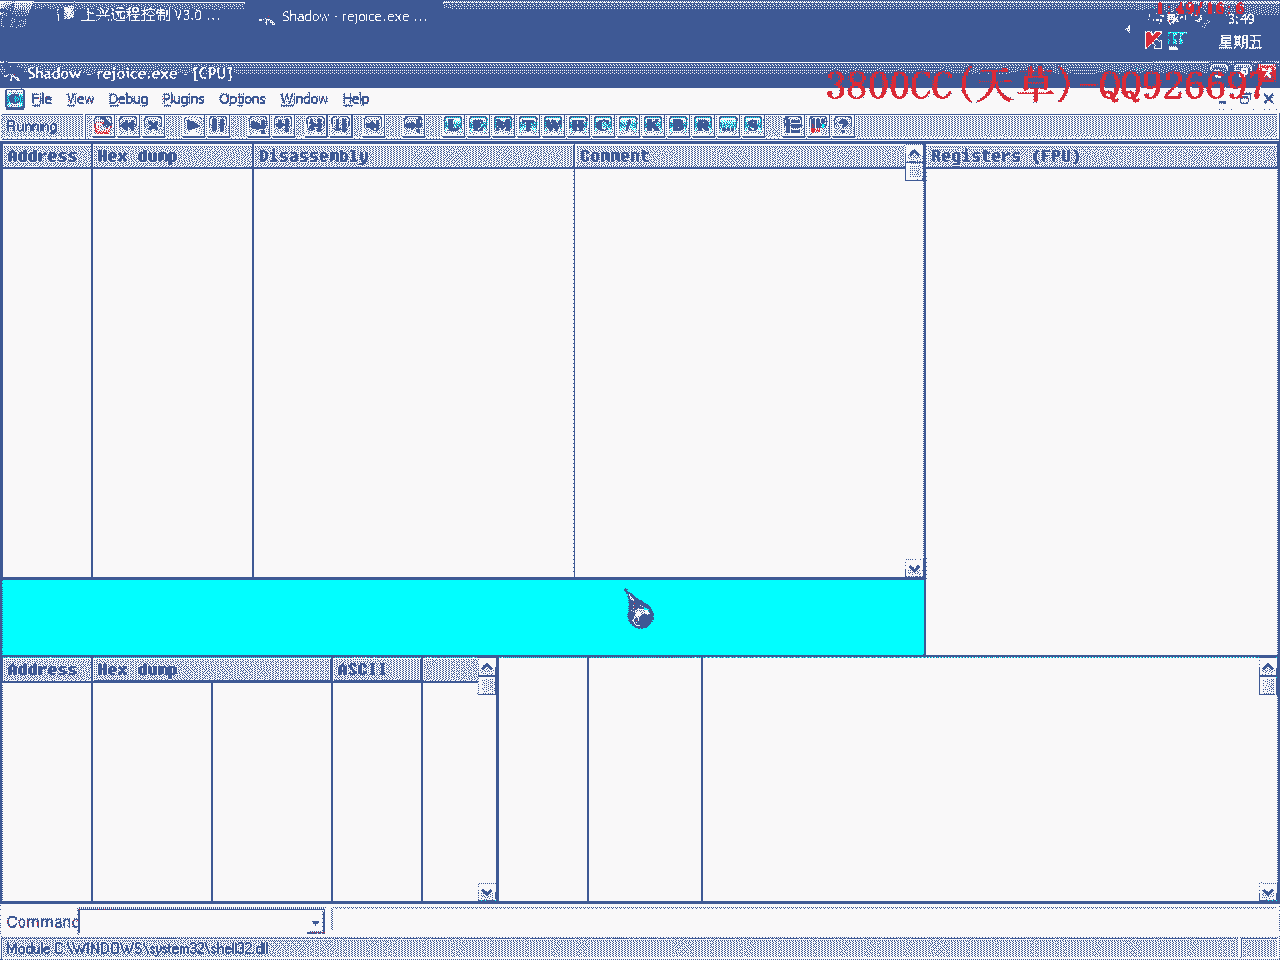 上兴远程控制 V3.0 ...
Shadow - rejoice.exe ...
3:49
星期五
Shadow - rejoice.exe - [CPU]
3800CC(天草)-QQ926697
File View Debug Plugins Options Window Help
Running
Address Hex dump Disassembly Comment Registers (FPU)
Address Hex dump ASCII
Command
Module C:\WINDOWS\system32\shell32.dll